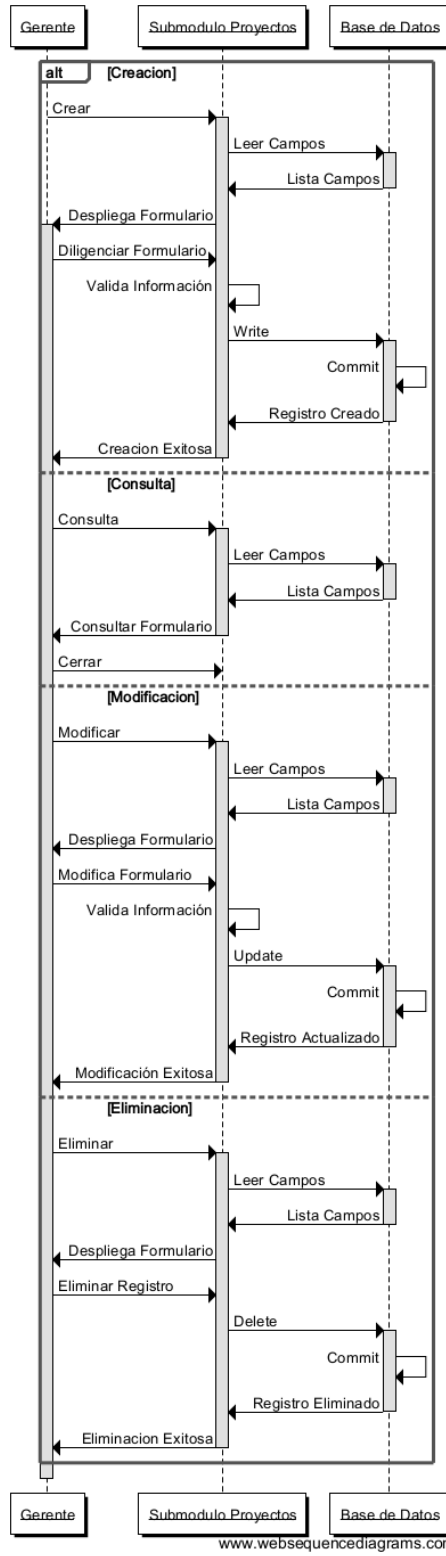 Gerente
Submodulo Proyectos
Base de Datos
alt
[Creacion]
Crear
Leer Campos
Lista Campos
Despliega Formulario
Diligenciar Formulario
Valida Información
Write
Commit
Registro Creado
Creacion Exitosa
[Consulta]
Consulta
Leer Campos
Lista Campos
Consultar Formulario
Cerrar
[Modificacion]
Modificar
Leer Campos
Lista Campos
Despliega Formulario
Modifica Formulario
Valida Información
Update
Commit
Registro Actualizado
Modificación Exitosa
[Eliminacion]
Eliminar
Leer Campos
Lista Campos
Despliega Formulario
Eliminar Registro
Delete
Commit
Registro Eliminado
Eliminacion Exitosa
Gerente
Submodulo Proyectos
Base de Datos
www.websequencediagrams.com